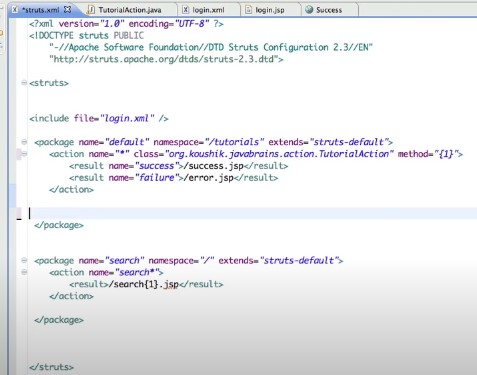 *struts.xml TutorialAction.java login.xml login.jsp Success
<?xml version="1.0" encoding="UTF-8" ?>
<!DOCTYPE struts PUBLIC
"-//Apache Software Foundation//DTD Struts Configuration 2.3//EN"
"http://struts.apache.org/dtds/struts-2.3.dtd">
<struts>
<include file="login.xml" />
<package name="default" namespace="/tutorials" extends="struts-default">
<action name="*" class="org.koushik.javabrains.action.TutorialAction" method="{1}">
<result name="success">/success.jsp</result>
<result name="failure">/error.jsp</result>
</action>
</package>
<package name="search" namespace="/" extends="struts-default">
<action name="search*">
<result>/search{1}.jsp</result>
</action>
</package>
</struts>